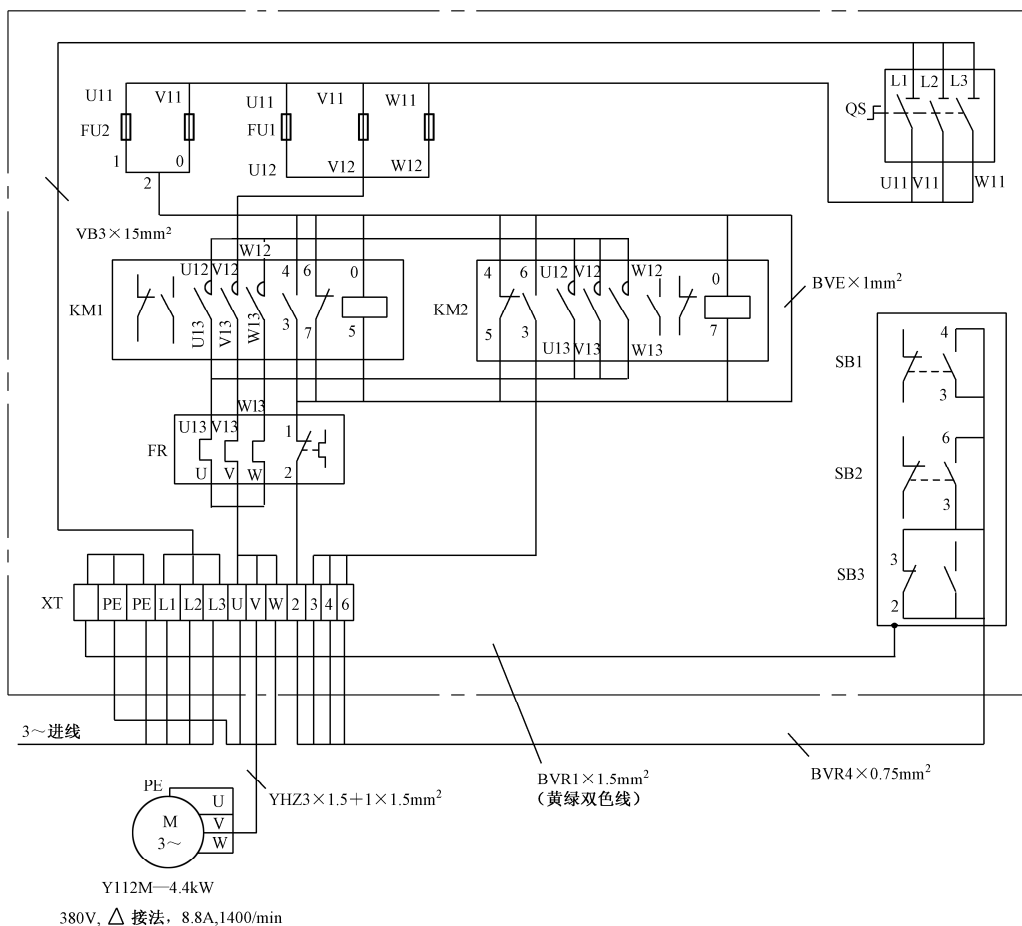 L1 L2 L3
QS
U11 V11 W11
U11 V11 U11 V11 W11
FU2 FU1
1 0 U12 V12 W12
2
VB3×15mm²
W12
U12 V12 4 6 0
KM1
U13 V13 W13 3 7 5
4 6 U12 V12 W12 0
KM2
5 3 U13 V13 W13 7
BVE×1mm²
SB1
4
3
SB2
6
3
SB3
3
2
W13
U13 V13 1
FR
U V W 2
XT PE PE L1 L2 L3 U V W 2 3 4 6
3～进线
BVR1×1.5mm²
（黄绿双色线）
BVR4×0.75mm²
YHZ3×1.5＋1×1.5mm²
PE
U
M V
3～ W
Y112M—4.4kW
380V, △ 接法，8.8A,1400/min